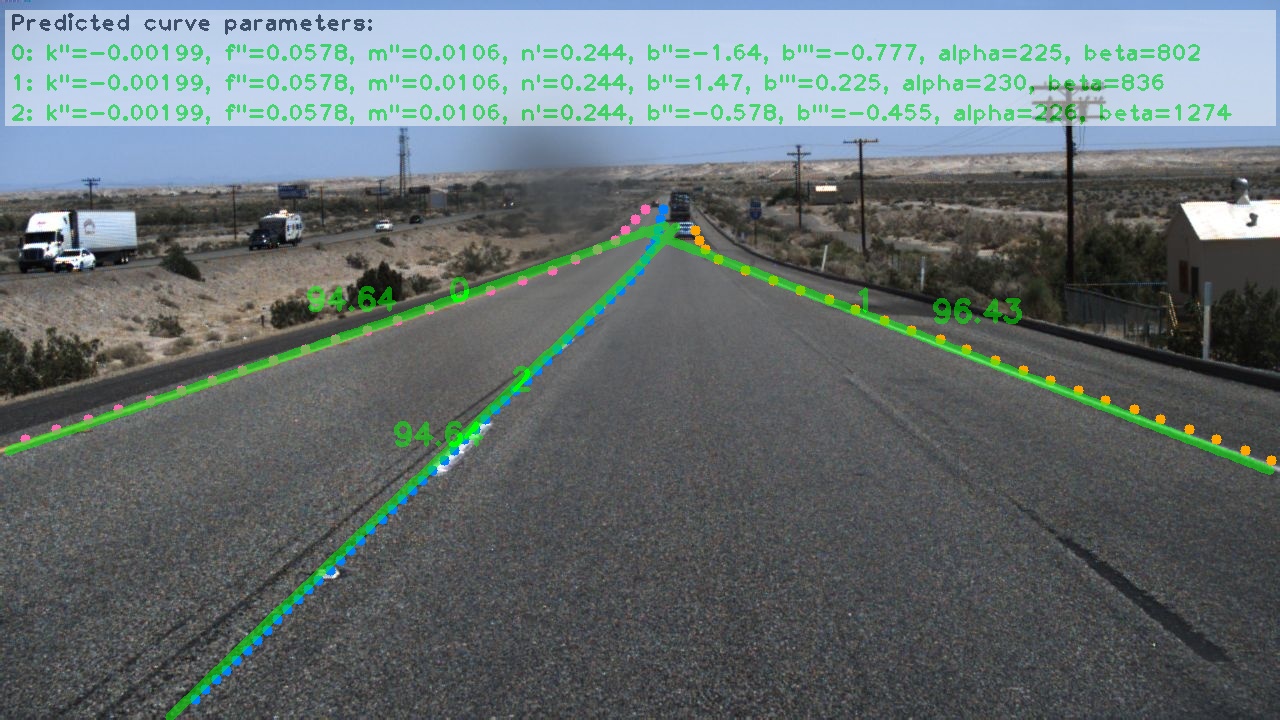 Predicted curve parameters:
0: k''=-0.00199, f''=0.0578, m''=0.0106, n'=0.244, b''=-1.64, b'''=-0.777, alpha=225, beta=802
1: k''=-0.00199, f''=0.0578, m''=0.0106, n'=0.244, b''=1.47, b'''=0.225, alpha=230, beta=836
2: k''=-0.00199, f''=0.0578, m''=0.0106, n'=0.244, b''=-0.578, b'''=-0.455, alpha=226, beta=1274
94.64 0
1 96.43
2
94.64